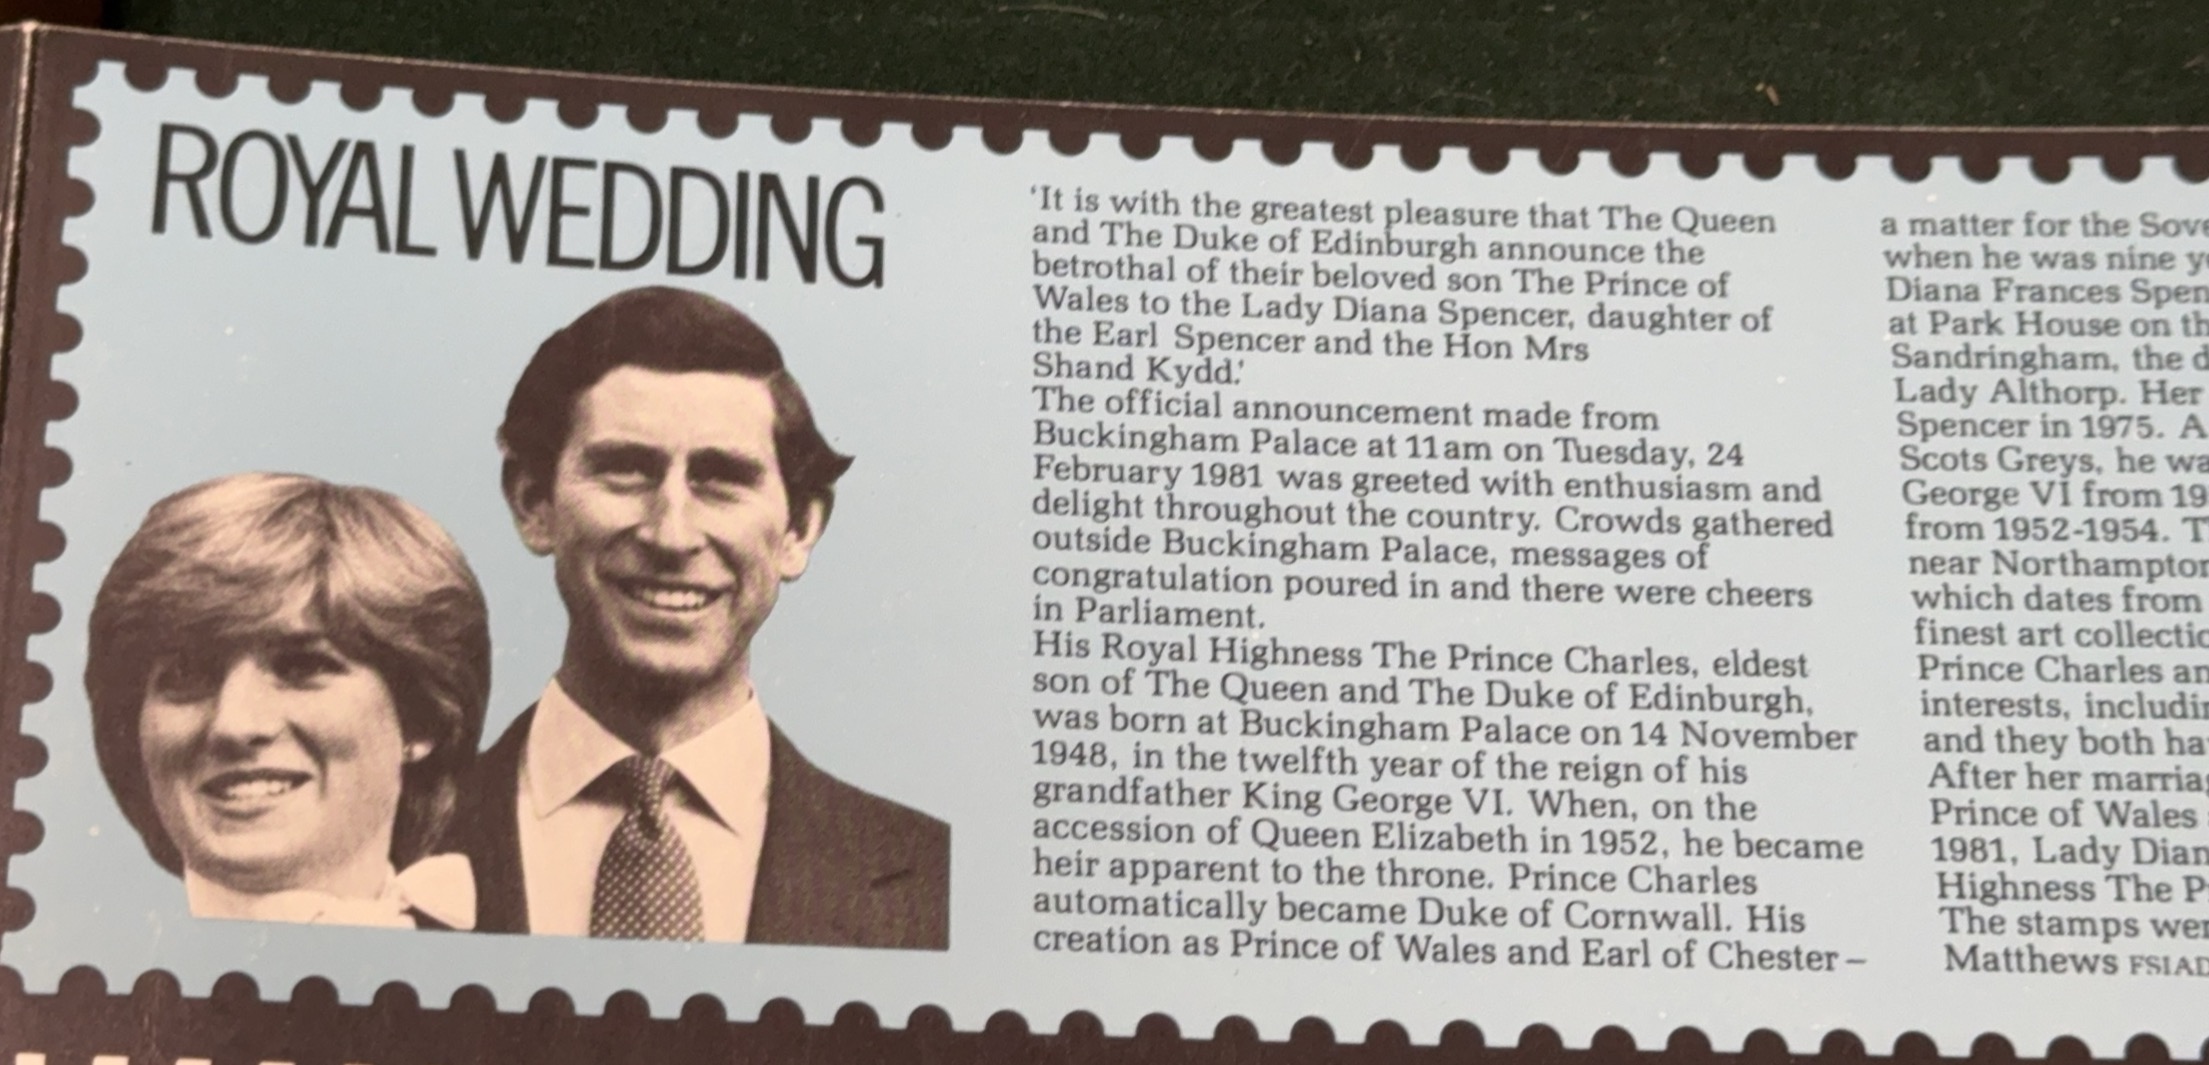 ROYAL WEDDING
‘It is with the greatest pleasure that The Queen
and The Duke of Edinburgh announce the
betrothal of their beloved son The Prince of
Wales to the Lady Diana Spencer, daughter of
the Earl Spencer and the Hon Mrs
Shand Kydd.’
The official announcement made from
Buckingham Palace at 11am on Tuesday, 24
February 1981 was greeted with enthusiasm and
delight throughout the country. Crowds gathered
outside Buckingham Palace, messages of
congratulation poured in and there were cheers
in Parliament.
His Royal Highness The Prince Charles, eldest
son of The Queen and The Duke of Edinburgh,
was born at Buckingham Palace on 14 November
1948, in the twelfth year of the reign of his
grandfather King George VI. When, on the
accession of Queen Elizabeth in 1952, he became
heir apparent to the throne. Prince Charles
automatically became Duke of Cornwall. His
creation as Prince of Wales and Earl of Chester –
a matter for the
when he was nine
Diana Frances
at Park House on
Sandringham, the
Lady Althorp. Her
Spencer in 1975.
Scots Greys, he
George VI from
from 1952-1954.
near
which dates from
finest art
Prince Charles
interests,
and they both
After her
Prince of Wales
1981, Lady
Highness The
The stamps
Matthews